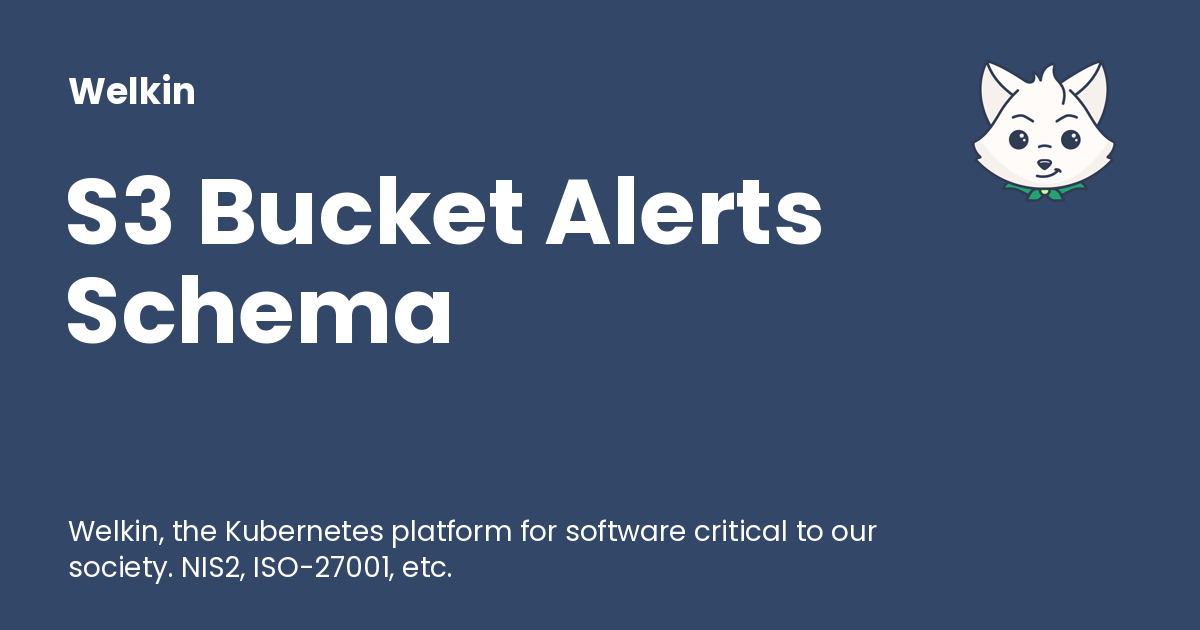 Welkin
S3 Bucket Alerts
Schema
Welkin, the Kubernetes platform for software critical to our
society. NIS2, ISO-27001, etc.